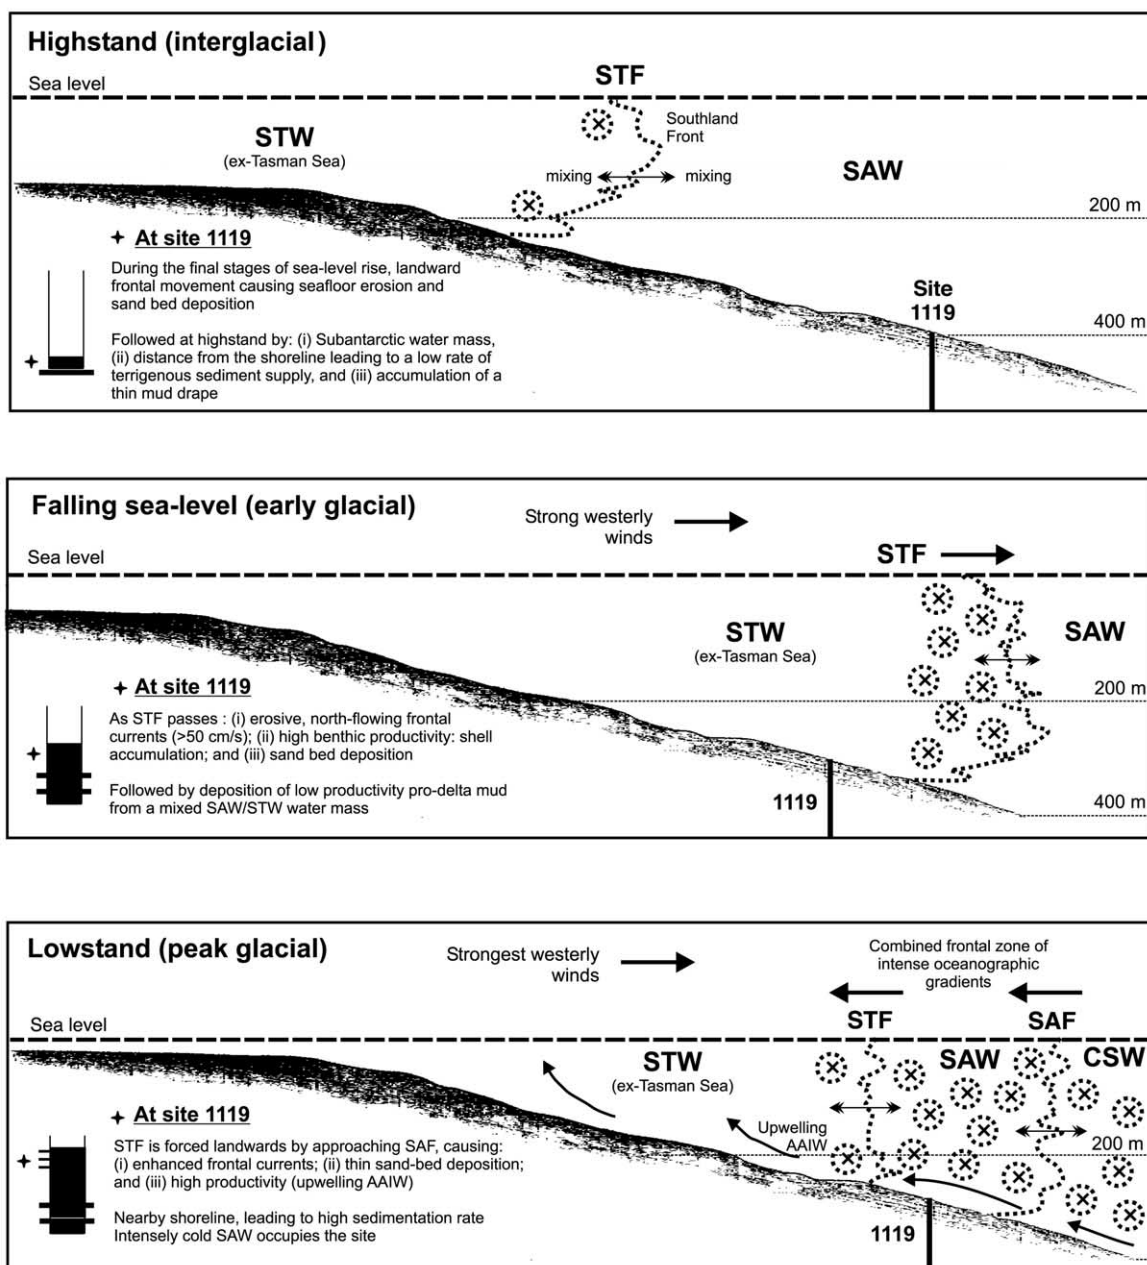 Highstand (interglacial)
Sea level
STF
Southland
Front
STW
(ex-Tasman Sea)
mixing
mixing
SAW
200 m
At site 1119
During the final stages of sea-level rise, landward
frontal movement causing seafloor erosion and
sand bed deposition
Followed at highstand by: (i) Subantarctic water mass,
(ii) distance from the shoreline leading to a low rate of
terrigenous sediment supply, and (iii) accumulation of a
thin mud drape
Site
1119
400 m
Falling sea-level (early glacial)
Strong westerly
winds
Sea level
STF
STW
(ex-Tasman Sea)
SAW
200 m
At site 1119
As STF passes : (i) erosive, north-flowing frontal
currents (>50 cm/s); (ii) high benthic productivity: shell
accumulation; and (iii) sand bed deposition
Followed by deposition of low productivity pro-delta mud
from a mixed SAW/STW water mass
1119
400 m
Lowstand (peak glacial)
Strongest westerly
winds
Combined frontal zone of
intense oceanographic
gradients
Sea level
STF
SAF
STW
(ex-Tasman Sea)
SAW
CSW
Upwelling
AAIW
200 m
At site 1119
STF is forced landwards by approaching SAF, causing:
(i) enhanced frontal currents; (ii) thin sand-bed deposition;
and (iii) high productivity (upwelling AAIW)
Nearby shoreline, leading to high sedimentation rate
Intensely cold SAW occupies the site
1119